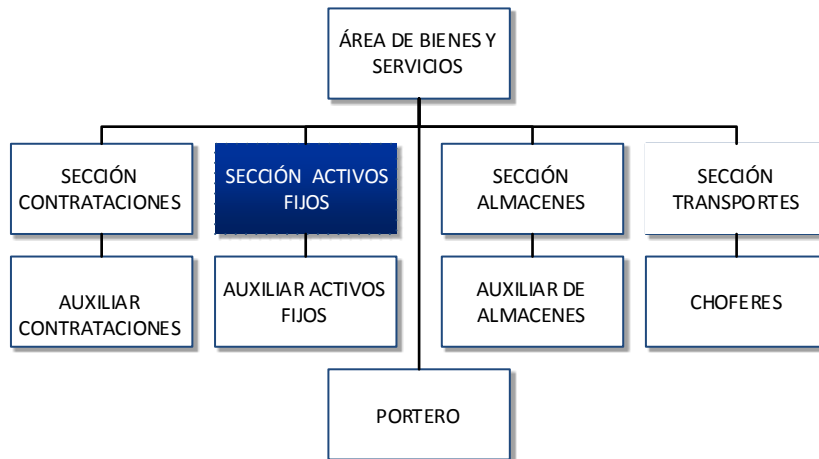 ÁREA DE BIENES Y
SERVICIOS
SECCIÓN
CONTRATACIONES
SECCIÓN ACTIVOS
FIJOS
SECCIÓN
ALMACENES
SECCIÓN
TRANSPORTES
AUXILIAR
CONTRATACIONES
AUXILIAR ACTIVOS
FIJOS
AUXILIAR DE
ALMACENES
CHOFERES
PORTERO